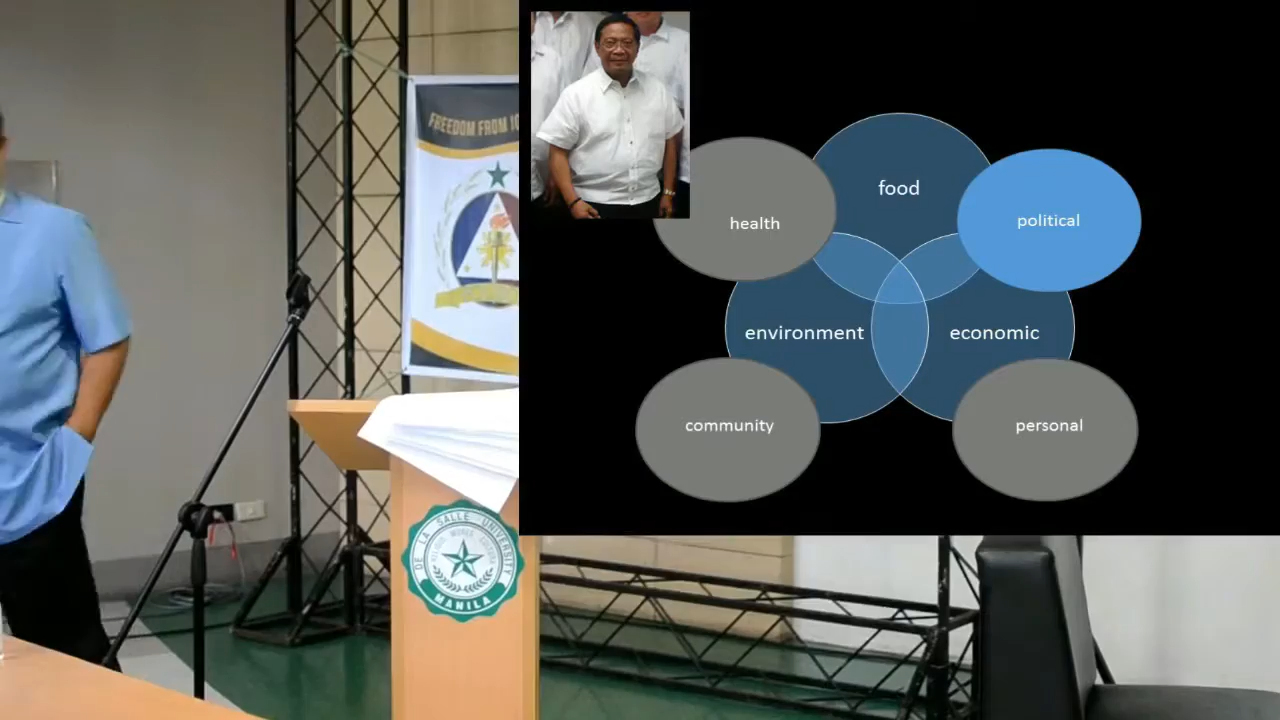 FREEDOM FROM
food
health
political
environment
economic
community
personal
DE LA SALLE UNIVERSITY
MANILA